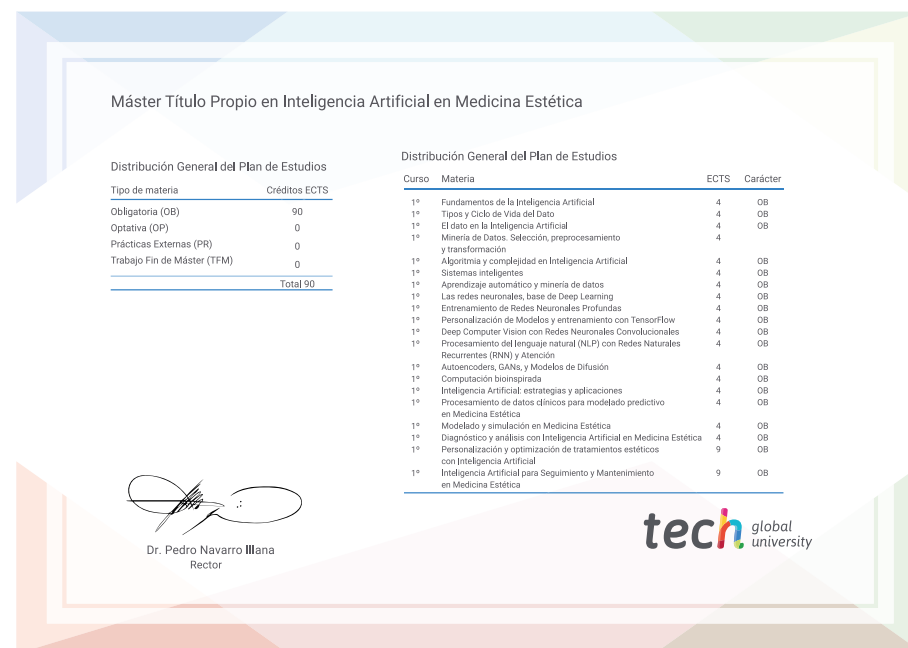 Máster Título Propio en Inteligencia Artificial en Medicina Estética
Distribución General del Plan de Estudios
Tipo de materia Créditos ECTS
Obligatoria (OB) 90
Optativa (OP) 0
Prácticas Externas (PR) 0
Trabajo Fin de Máster (TFM) 0
Total 90
Distribución General del Plan de Estudios
Curso Materia ECTS Carácter
1º Fundamentos de la Inteligencia Artificial 4 OB
1º Tipos y Ciclo de Vida del Dato 4 OB
1º El dato en la Inteligencia Artificial 4 OB
1º Minería de Datos. Selección, preprocesamiento 4
y transformación
1º Algoritmia y complejidad en Inteligencia Artificial 4 OB
1º Sistemas inteligentes 4 OB
1º Aprendizaje automático y minería de datos 4 OB
1º Las redes neuronales, base de Deep Learning 4 OB
1º Entrenamiento de Redes Neuronales Profundas 4 OB
1º Personalización de Modelos y entrenamiento con TensorFlow 4 OB
1º Deep Computer Vision con Redes Neuronales Convolucionales 4 OB
1º Procesamiento del lenguaje natural (NLP) con Redes Naturales 4 OB
Recurrentes (RNN) y Atención
1º Autoencoders, GANs, y Modelos de Difusión 4 OB
1º Computación bioinspirada 4 OB
1º Inteligencia Artificial: estrategias y aplicaciones 4 OB
1º Procesamiento de datos clínicos para modelado predictivo 4 OB
en Medicina Estética
1º Modelado y simulación en Medicina Estética 4 OB
1º Diagnóstico y análisis con Inteligencia Artificial en Medicina Estética 4 OB
1º Personalización y optimización de tratamientos estéticos 9 OB
con Inteligencia Artificial
1º Inteligencia Artificial para Seguimiento y Mantenimiento 9 OB
en Medicina Estética
Dr. Pedro Navarro Illana
Rector
tech global
university